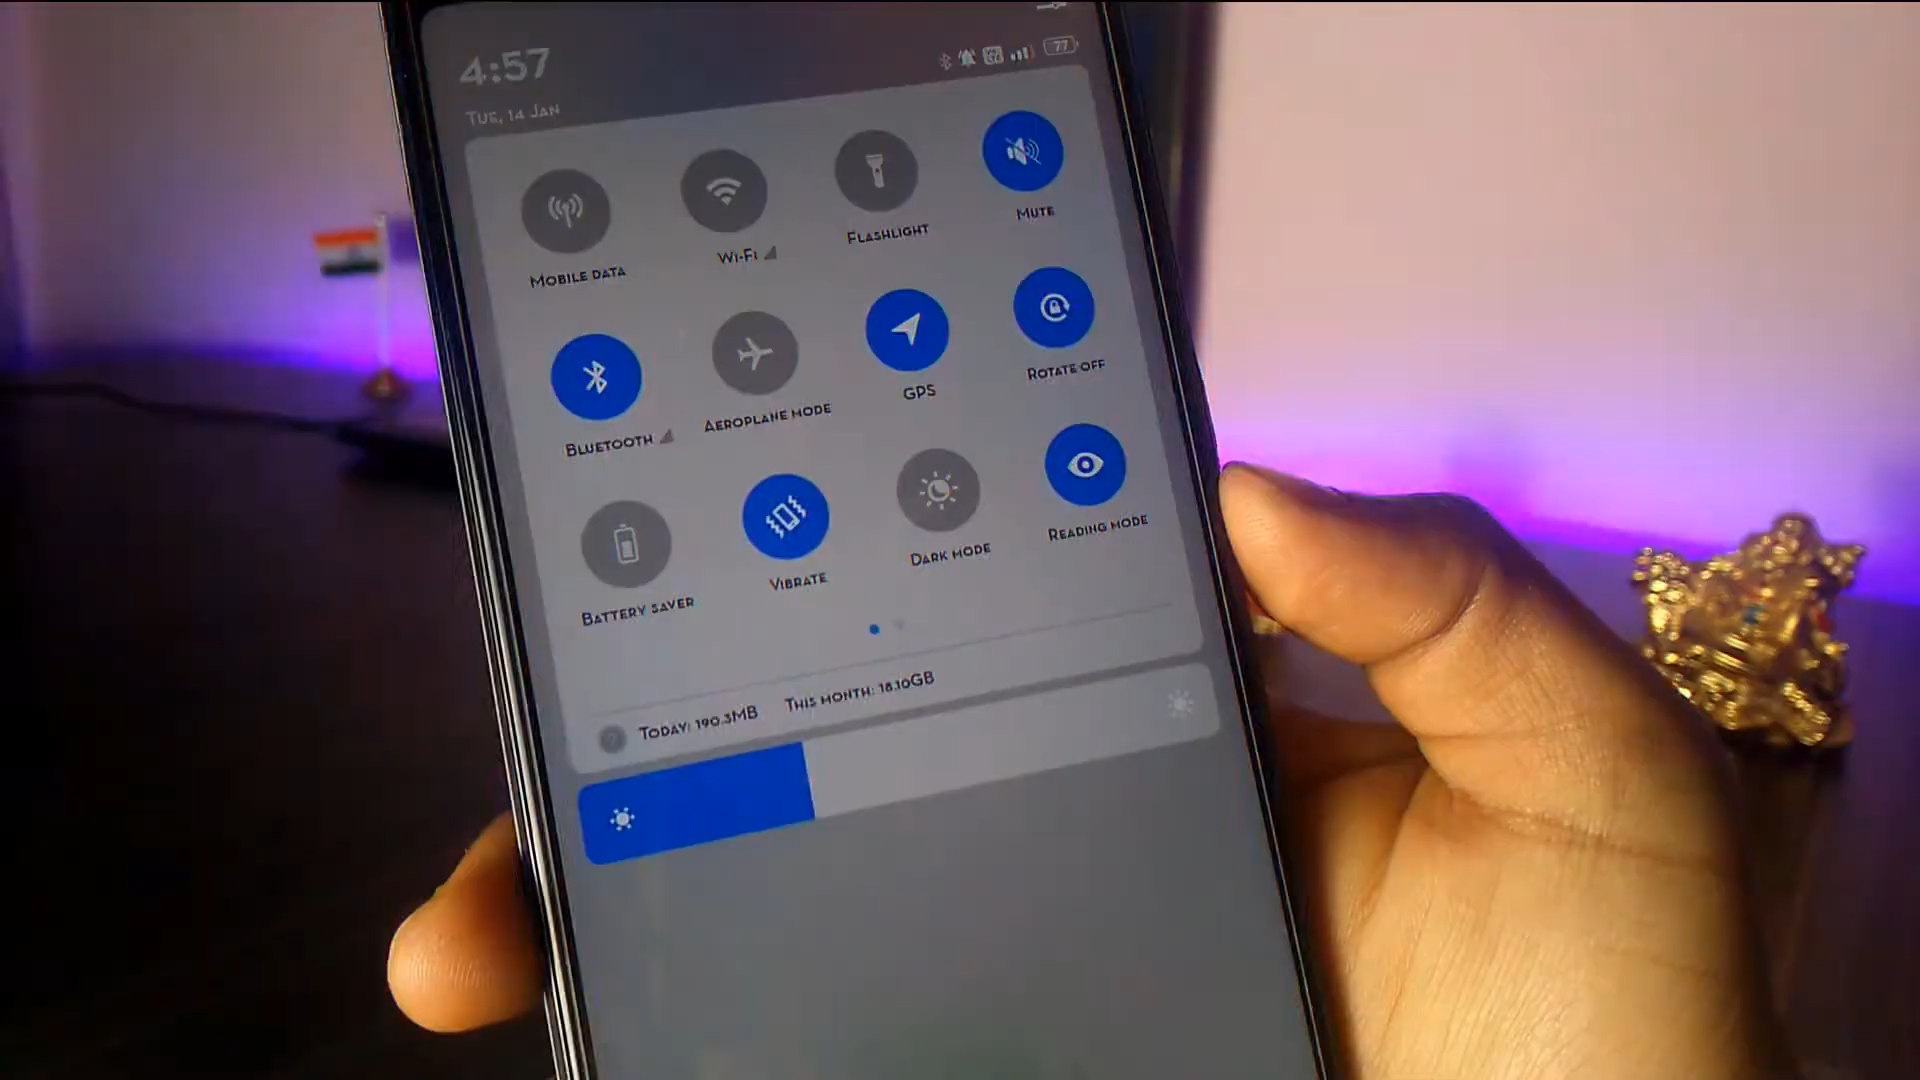 4:57
77
TUE, 14 JAN
MOBILE DATA
WI-FI
FLASHLIGHT
MUTE
BLUETOOTH
AEROPLANE MODE
GPS
ROTATE OFF
BATTERY SAVER
VIBRATE
DARK MODE
READING MODE
TODAY: 190.3MB THIS MONTH: 18.10GB